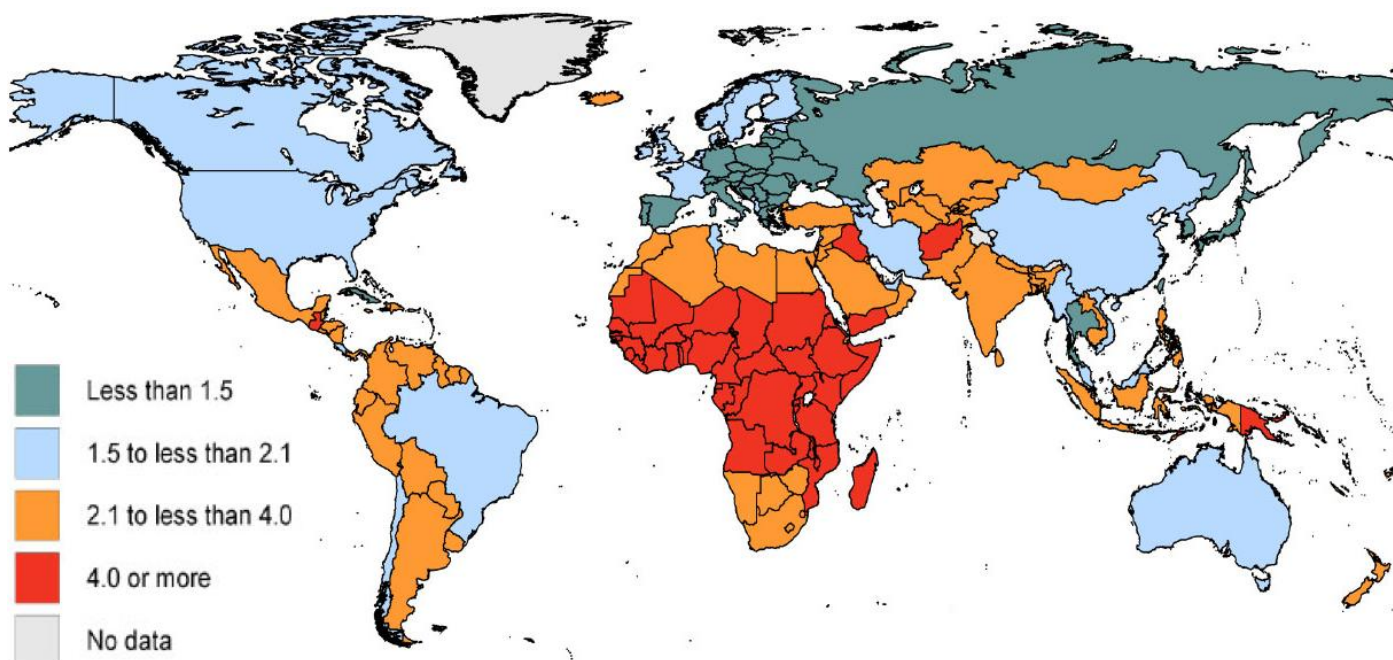 Less than 1.5
1.5 to less than 2.1
2.1 to less than 4.0
4.0 or more
No data